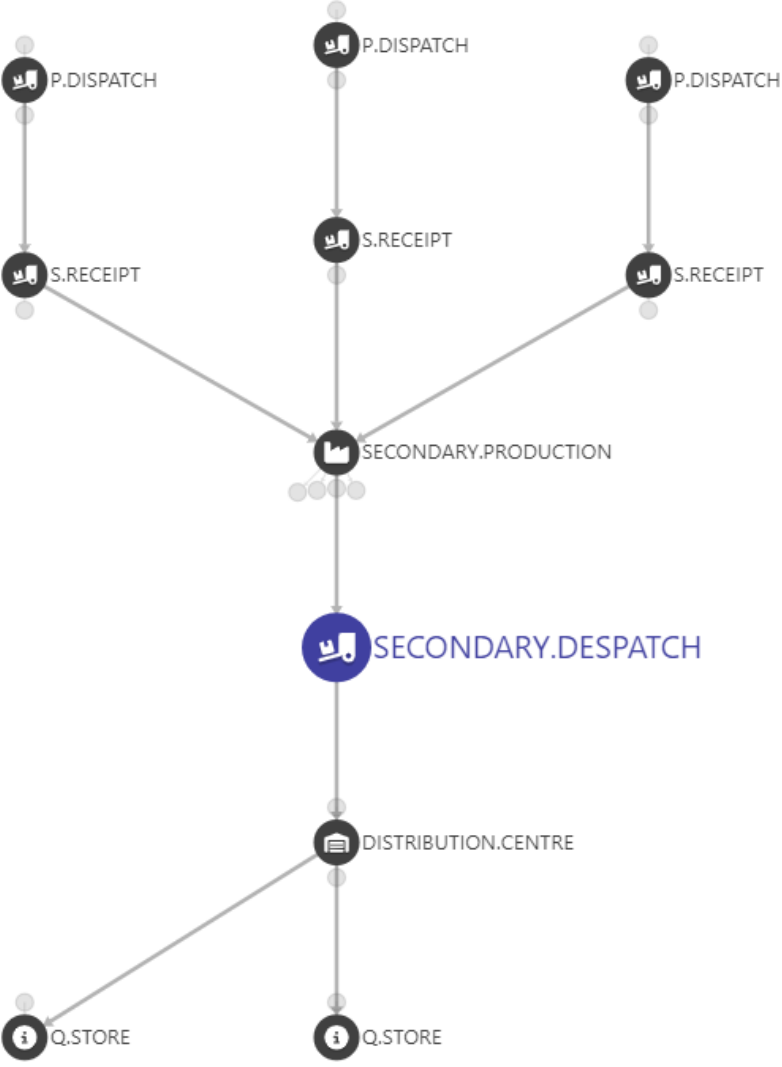 P.DISPATCH
P.DISPATCH
P.DISPATCH
S.RECEIPT
S.RECEIPT
S.RECEIPT
SECONDARY.PRODUCTION
SECONDARY.DESPATCH
DISTRIBUTION.CENTRE
Q.STORE
Q.STORE